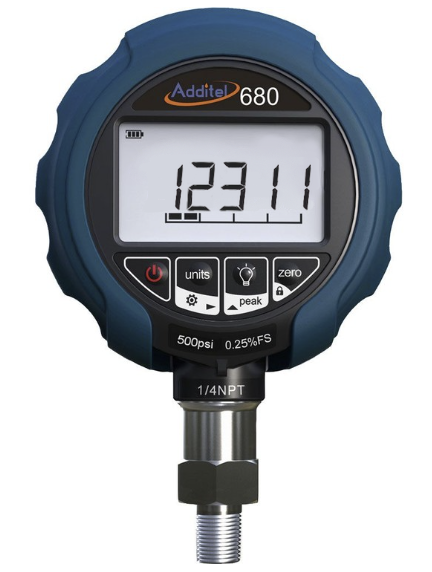 Additel 680
12311
units
zero
peak
500psi 0.25%FS
1/4NPT